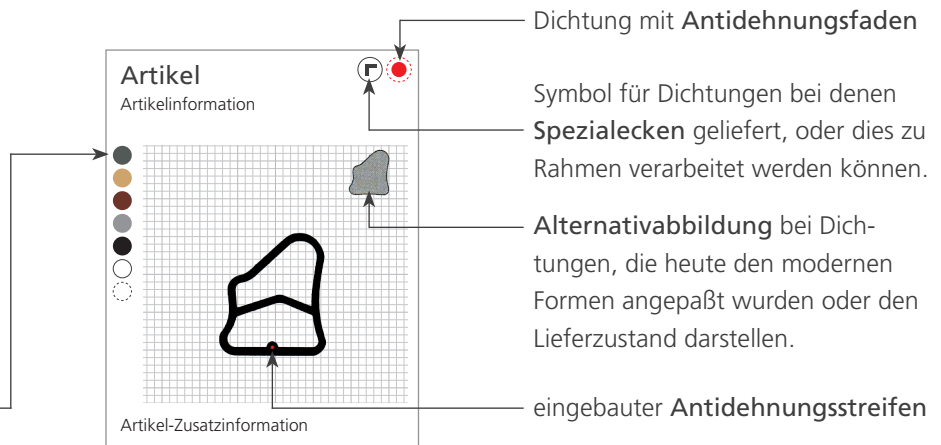 Artikel
Artikelinformation
Artikel-Zusatzinformation
Dichtung mit Antidehnungsfaden
Symbol für Dichtungen bei denen
Spezialecken geliefert, oder dies zu
Rahmen verarbeitet werden können.
Alternativabbildung bei Dich-
tungen, die heute den modernen
Formen angepaßt wurden oder den
Lieferzustand darstellen.
eingebauter Antidehnungsstreifen